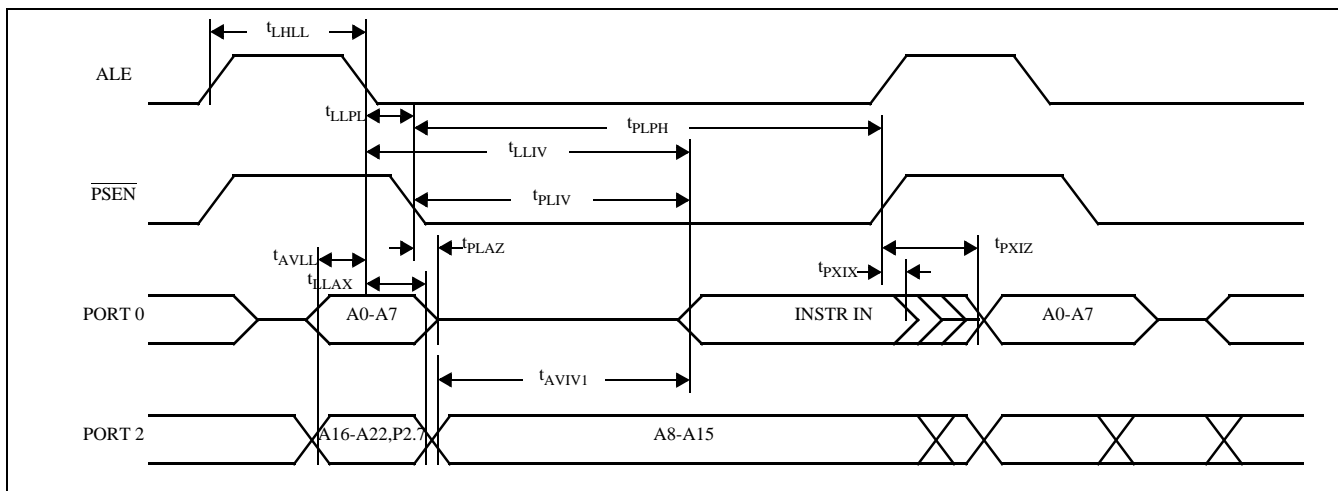 tLHLL
ALE
tLLPL
tPLPH
tLLIV
PSEN
tPLIV
tAVLL
tPLAZ
tPXIZ
tLLAX
tPXIX
PORT 0
A0-A7
INSTR IN
A0-A7
tAVIV1
PORT 2
A16-A22,P2.7
A8-A15